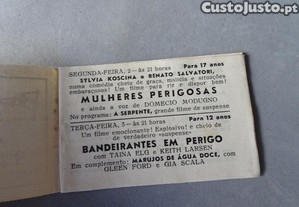 Custojusto.pt
SEGUNDA-FEIRA, 2 - às 21 horas Para 17 anos
SYLVIA KOSCINA e RENATO SALVATORI,
numa comédia cheia de graça, malícia e situações
embaraçosas! Um filme para rir e dispor bem!
MULHERES PERIGOSAS
e ainda a voz de DOMECIO MODUGNO
No programa: A SERPENTE, grande filme de suspense
TERÇA-FEIRA, 3 - às 21 horas Para 12 anos
Um filme emocionante! Explosivo! e cheio de
verdadeiro «suspense»
BANDEIRANTES EM PERIGO
com TAINA ELG e KEITH LARSEN
Em complemento: MARUJOS DE ÁGUA DOCE, com
GLEEN FORD e GIA SCALA